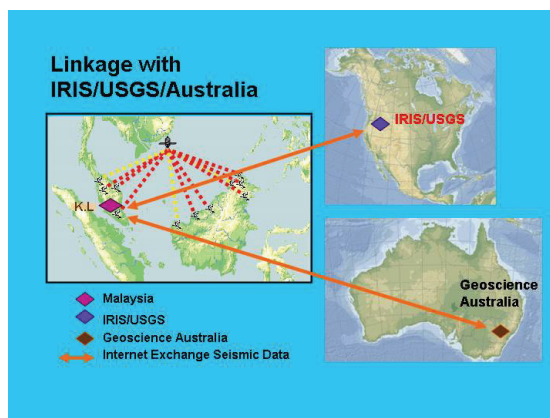 Linkage with
IRIS/USGS/Australia
IRIS/USGS
K.L
Geoscience
Australia
Malaysia
IRIS/USGS
Geoscience Australia
Internet Exchange Seismic Data